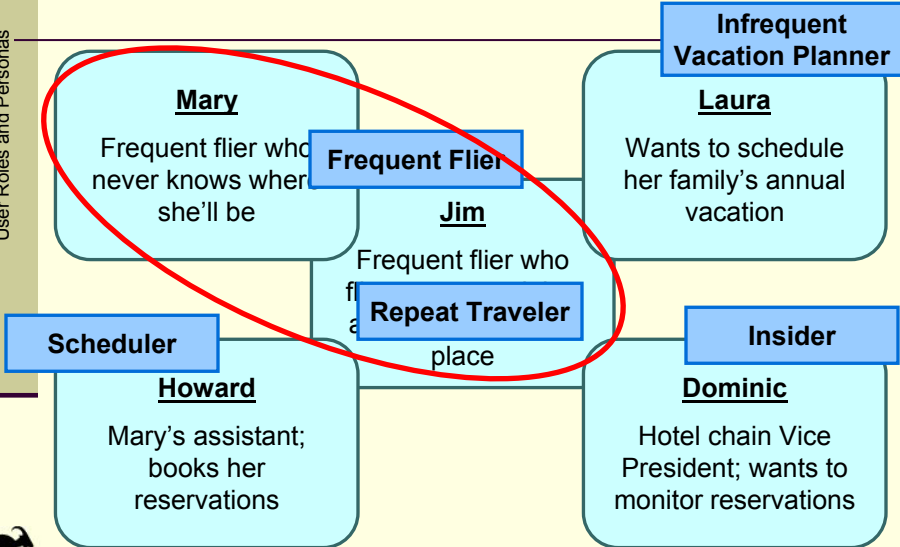 User Roles and Personas
Infrequent
Vacation Planner
Mary
Frequent flier who
never knows where
she'll be
Frequent Flier
Laura
Wants to schedule
her family's annual
vacation
Jim
Frequent flier who
Repeat Traveler
place
Scheduler
Howard
Mary's assistant;
books her
reservations
Insider
Dominic
Hotel chain Vice
President; wants to
monitor reservations